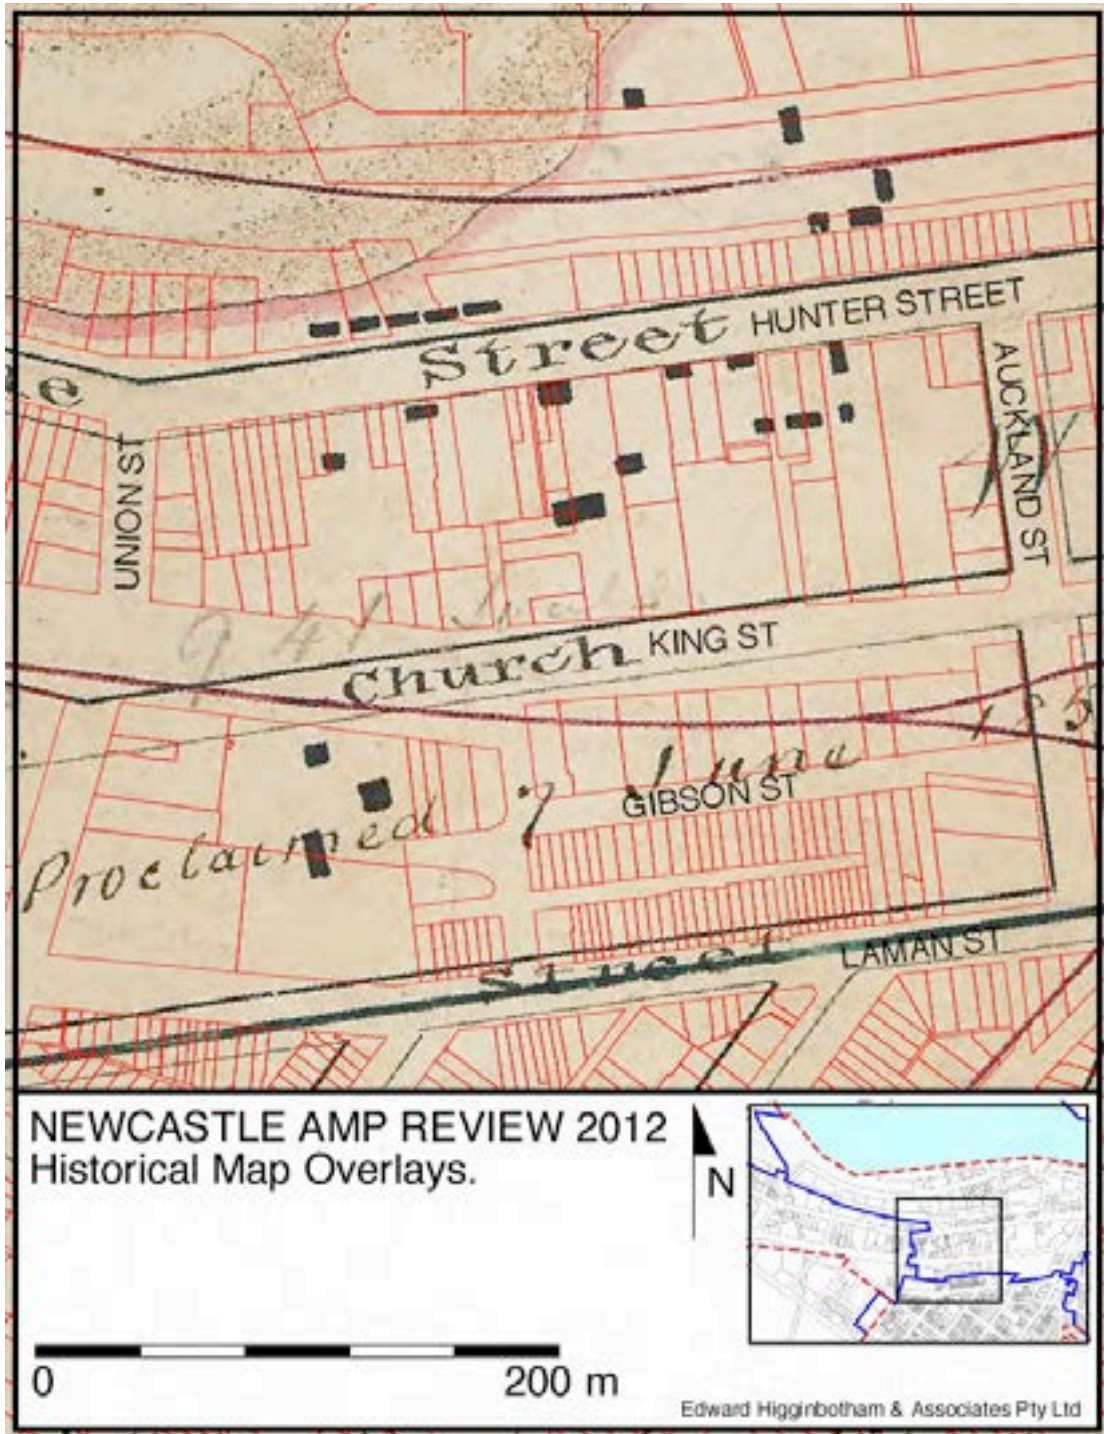 Street HUNTER STREET
AUCKLAND ST
UNION ST
Church KING ST
June
GIBSON ST
Proclaimed 7
Street LAMAN ST
NEWCASTLE AMP REVIEW 2012
Historical Map Overlays.
N
0 200 m
Edward Higginbotham & Associates Pty Ltd